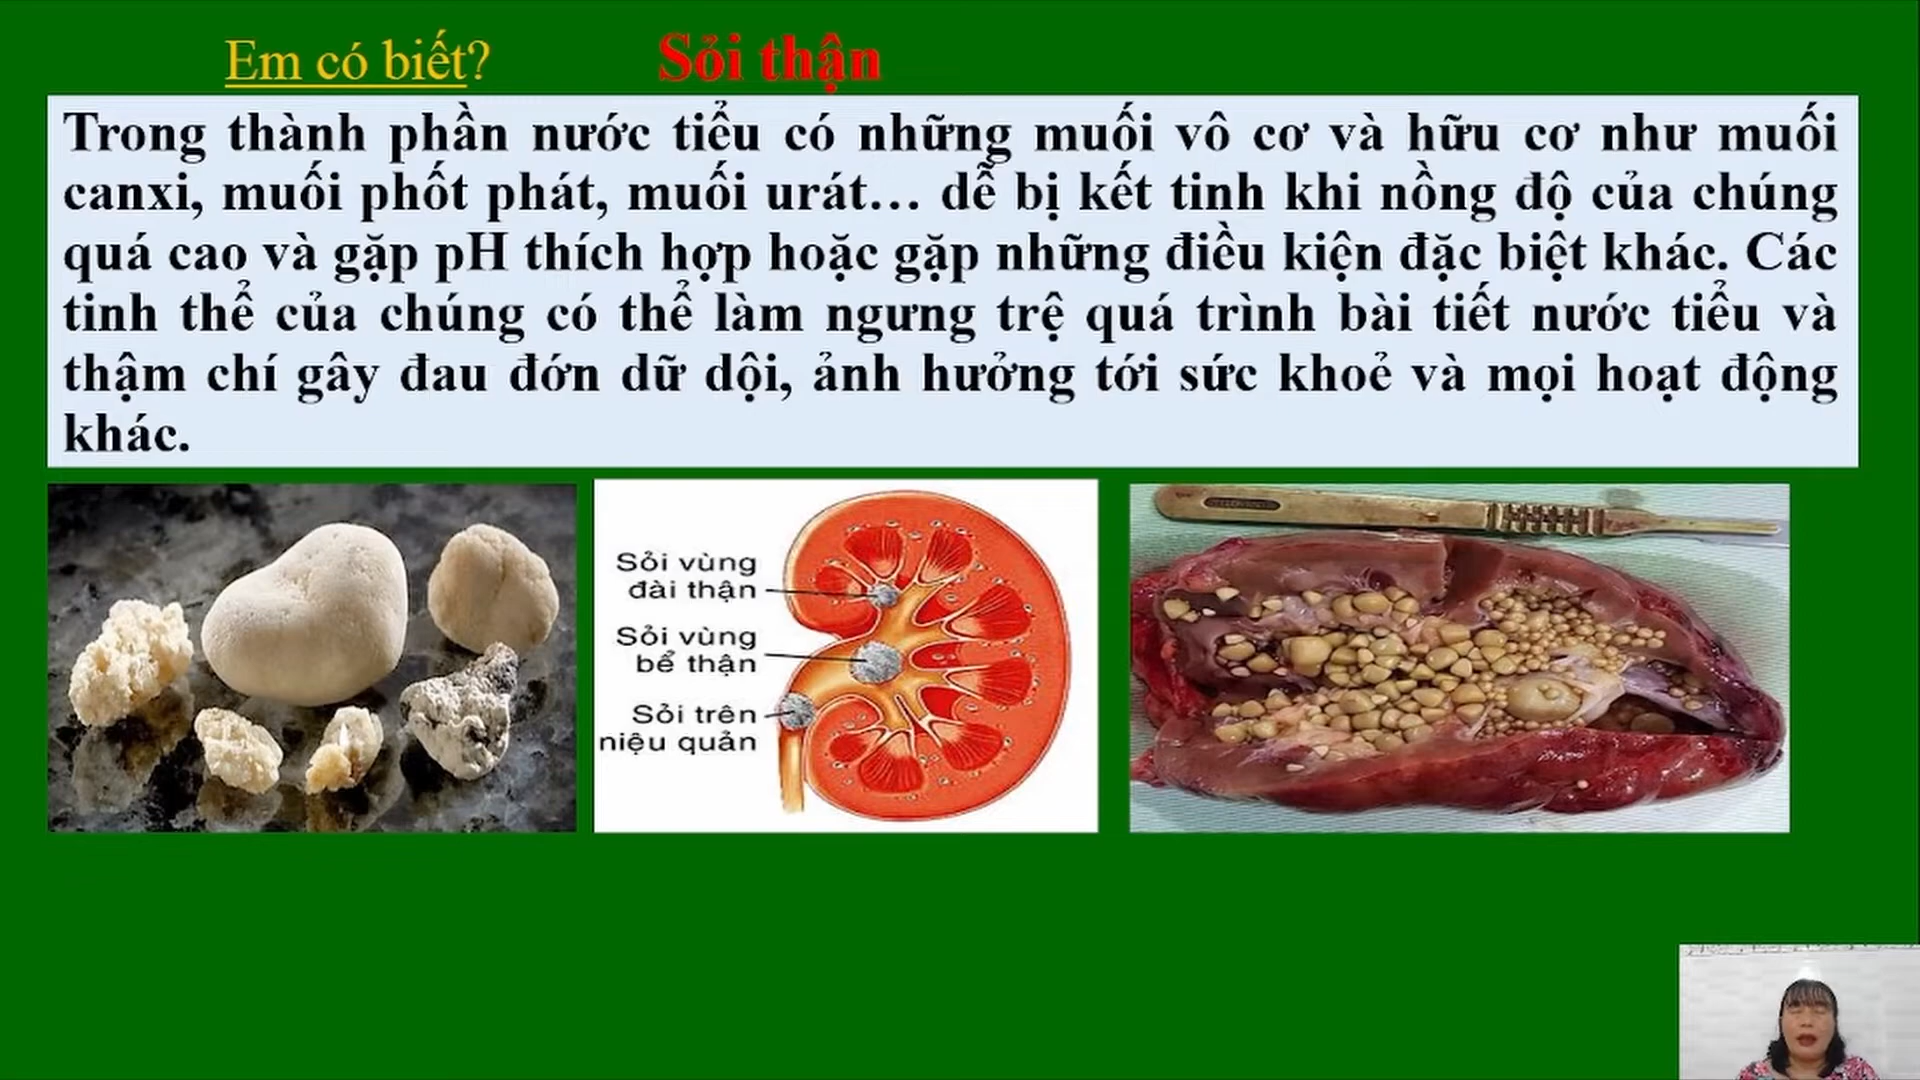 Em có biết? Sỏi thận
Trong thành phần nước tiểu có những muối vô cơ và hữu cơ như muối
canxi, muối phốt phát, muối urát... dễ bị kết tinh khi nồng độ của chúng
quá cao và gặp pH thích hợp hoặc gặp những điều kiện đặc biệt khác. Các
tinh thể của chúng có thể làm ngưng trệ quá trình bài tiết nước tiểu và
thậm chí gây đau đớn dữ dội, ảnh hưởng tới sức khoẻ và mọi hoạt động
khác.
Sỏi vùng
đài thận
Sỏi vùng
bể thận
Sỏi trên
niệu quản